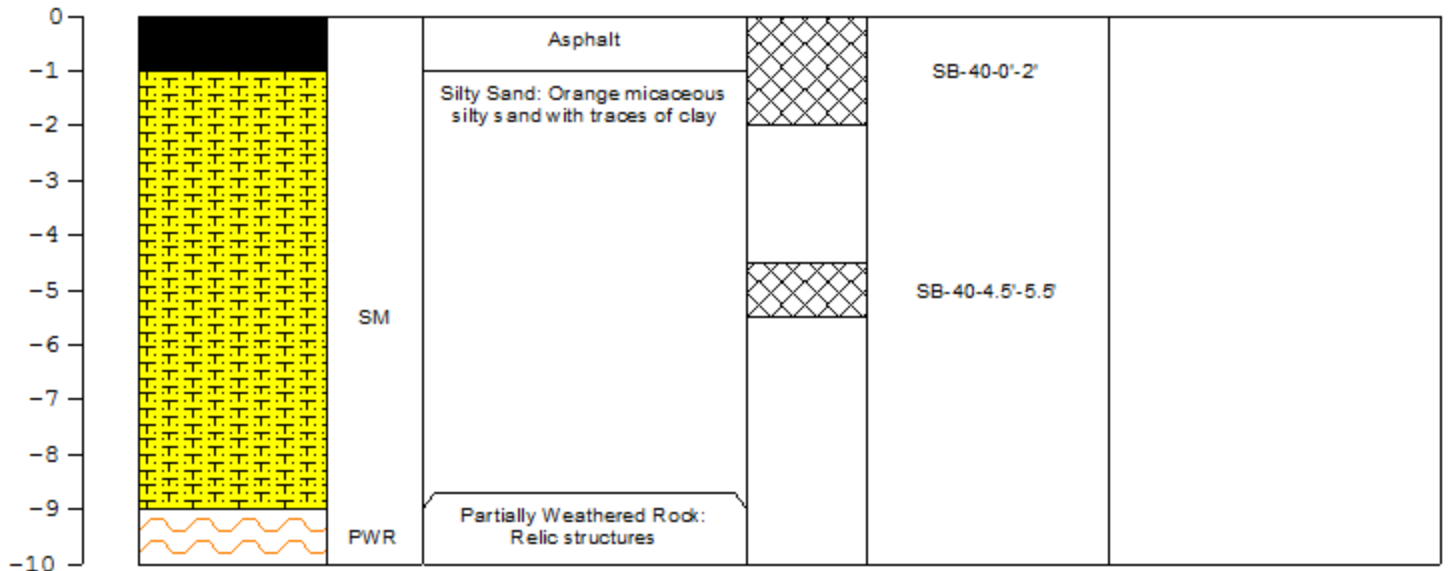 0
Asphalt
-1
SB-40-0'-2'
Silty Sand: Orange micaceous
silty sand with traces of clay
-2
-3
-4
-5
SB-40-4.5'-5.5'
SM
-6
-7
-8
-9
Partially Weathered Rock:
Relic structures
PWR
-10